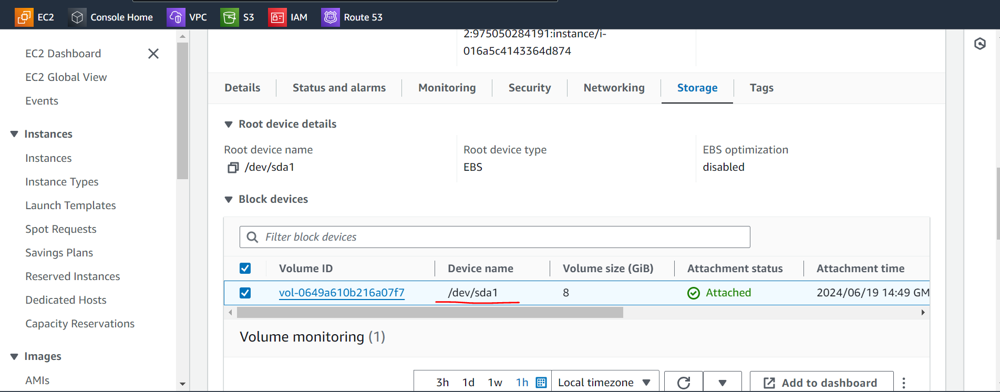 EC2 Console Home VPC S3 IAM Route 53
EC2 Dashboard
EC2 Global View
Events
Instances
Instances
Instance Types
Launch Templates
Spot Requests
Savings Plans
Reserved Instances
Dedicated Hosts
Capacity Reservations
Images
AMIs
2:975050284191:instance/i-
016a5c4143364d874
Details Status and alarms Monitoring Security Networking Storage Tags
Root device details
Root device name Root device type EBS optimization
/dev/sda1 EBS disabled
Block devices
Filter block devices
Volume ID Device name Volume size (GiB) Attachment status Attachment time
vol-0649a610b216a07f7 /dev/sda1 8 Attached 2024/06/19 14:49 GM
Volume monitoring (1)
3h 1d 1w 1h Local timezone Add to dashboard